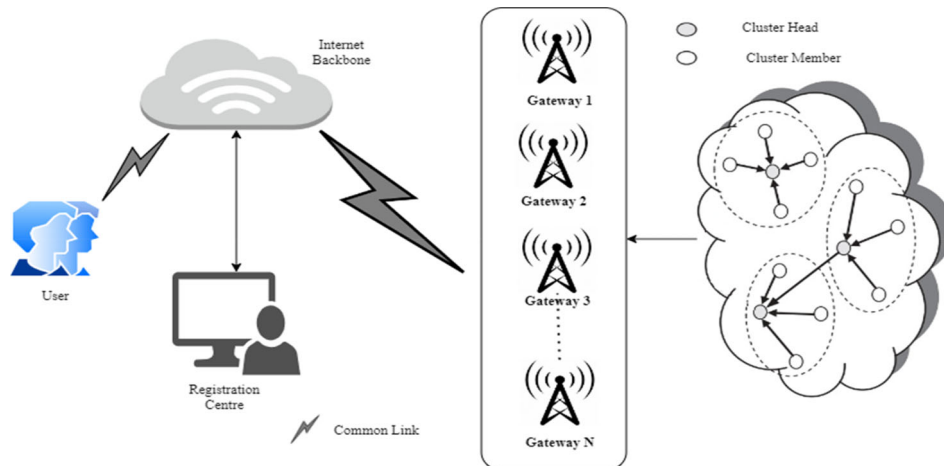 Internet
Backbone
User
Registration
Centre
Common Link
Gateway 1
Gateway 2
Gateway 3
Gateway N
Cluster Head
Cluster Member